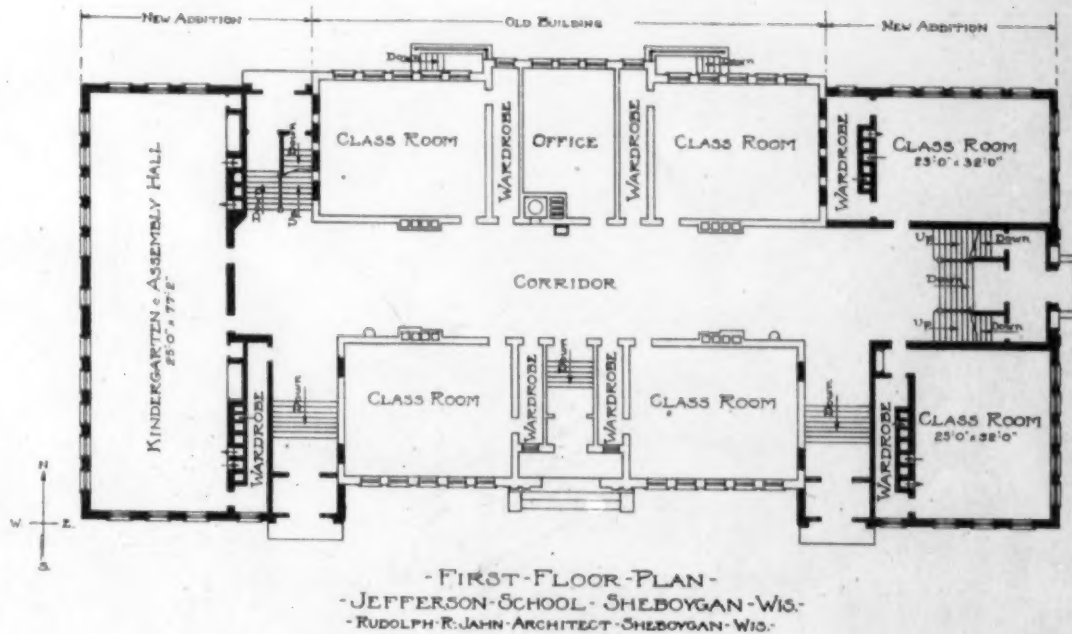 NEW ADDITION
OLD BUILDING
NEW ADDITION
Down
Down
CLASS ROOM
WARDROBE
OFFICE
WARDROBE
CLASS ROOM
WARDROBE
CLASS ROOM
23'-0" x 32'-0"
Down
Down
Up
KINDERGARTEN & ASSEMBLY HALL
25'-0" x 77'-2"
CORRIDOR
Up
Down
Down
Up
Down
WARDROBE
Down
CLASS ROOM
WARDROBE
Down
WARDROBE
CLASS ROOM
Down
WARDROBE
CLASS ROOM
25'-0" x 32'-0"
N
W.
E.
S.
-FIRST-FLOOR-PLAN-
-JEFFERSON-SCHOOL-SHEBOYGAN-WIS.-
-RUDOLPH-R.JAHN-ARCHITECT-SHEBOYGAN-WIS.-